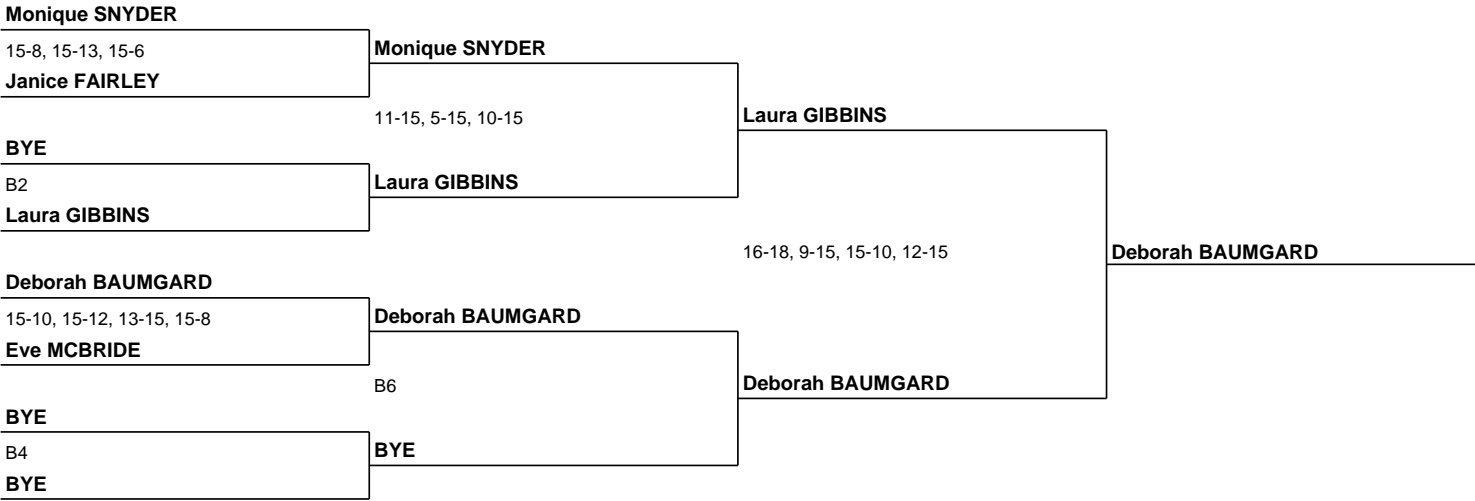 Monique SNYDER
15-8, 15-13, 15-6
Janice FAIRLEY
BYE
B2
Laura GIBBINS
Deborah BAUMGARD
15-10, 15-12, 13-15, 15-8
Eve MCBRIDE
BYE
B4
BYE
Monique SNYDER
11-15, 5-15, 10-15
Laura GIBBINS
Deborah BAUMGARD
B6
BYE
Laura GIBBINS
16-18, 9-15, 15-10, 12-15
Deborah BAUMGARD
Deborah BAUMGARD